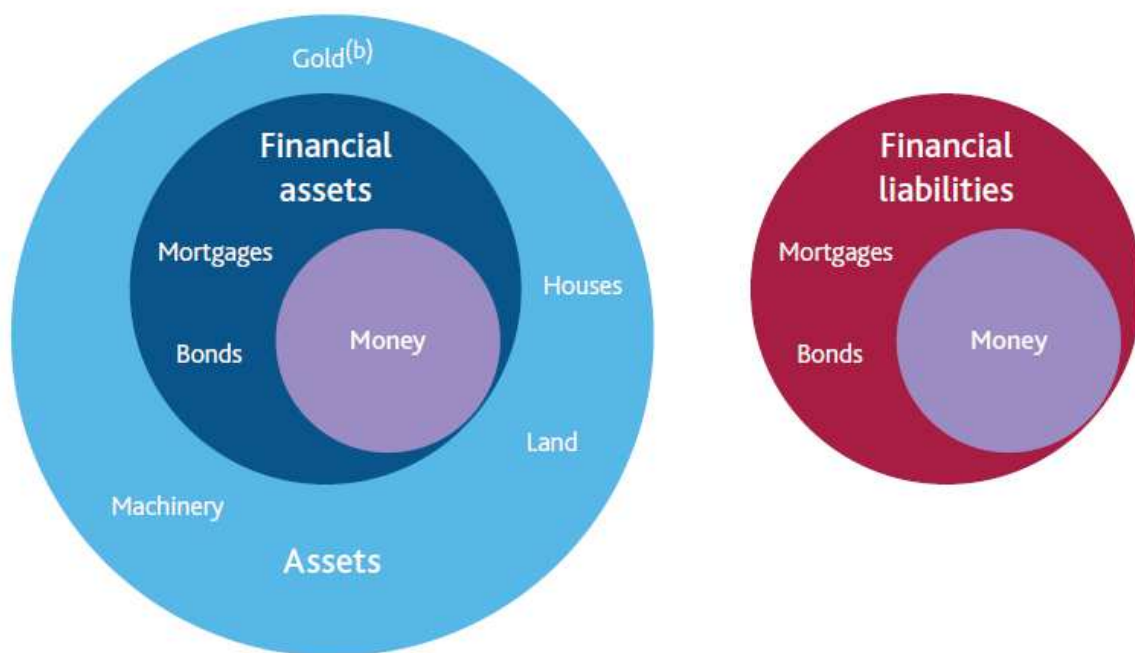 Gold(b)
Financial
assets
Mortgages
Houses
Bonds
Money
Land
Machinery
Assets
Financial
liabilities
Mortgages
Bonds
Money